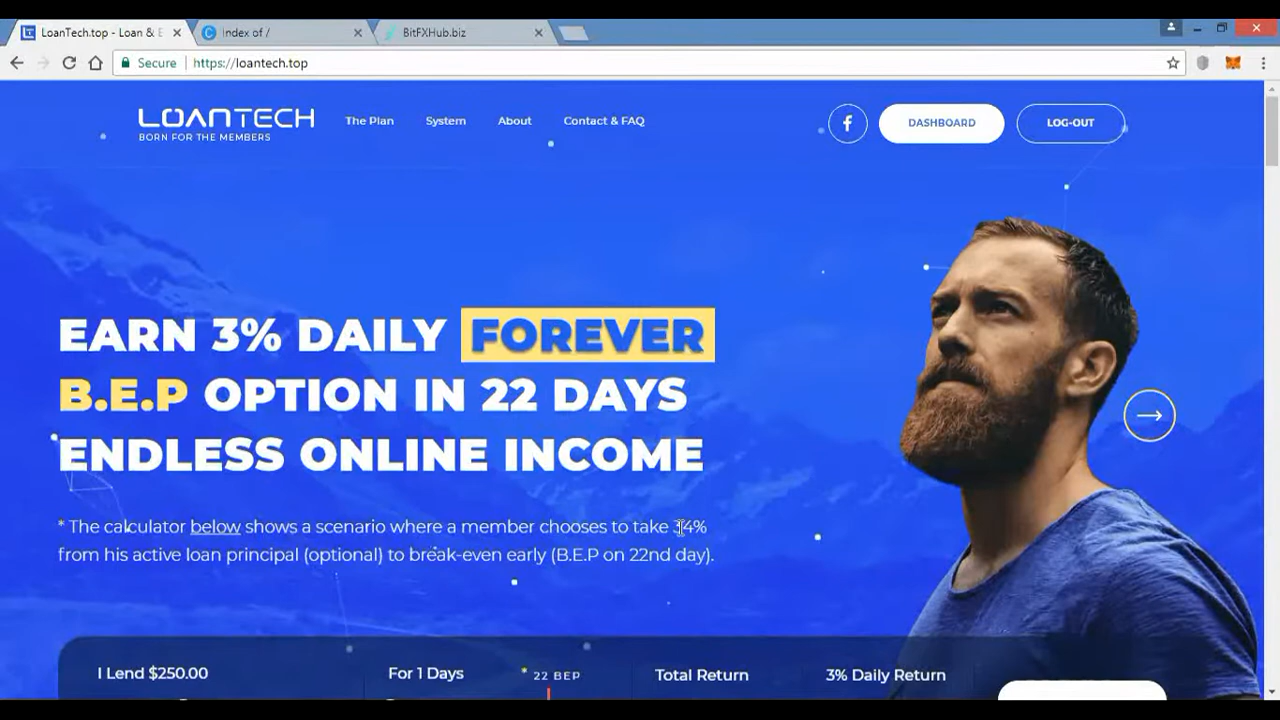 LoanTech.top - Loan & E
Index of /
BitFXHub.biz
Secure
https://loantech.top
LOANTECH
BORN FOR THE MEMBERS
The Plan
System
About
Contact & FAQ
DASHBOARD
LOG-OUT
EARN 3% DAILY FOREVER
B.E.P OPTION IN 22 DAYS
ENDLESS ONLINE INCOME
* The calculator below shows a scenario where a member chooses to take 34%
from his active loan principal (optional) to break-even early (B.E.P on 22nd day).
I Lend $250.00
For 1 Days
* 22 BEP
Total Return
3% Daily Return